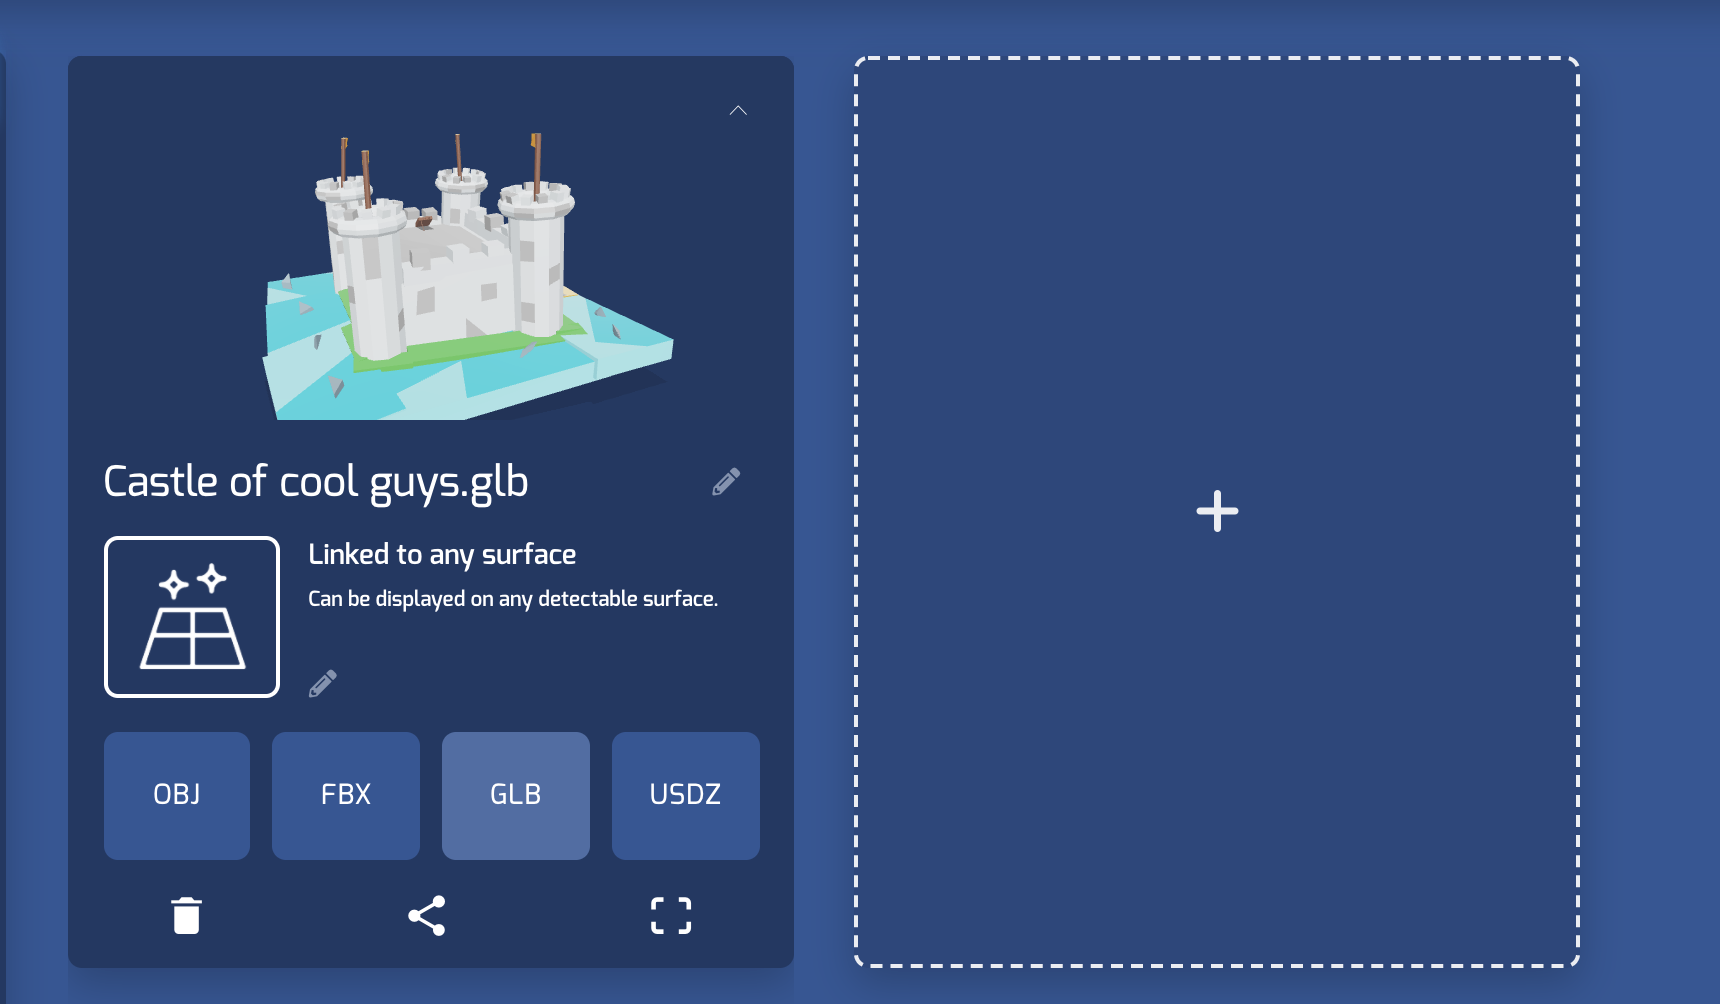 Castle of cool guys.glb
Linked to any surface
Can be displayed on any detectable surface.
OBJ
FBX
GLB
USDZ